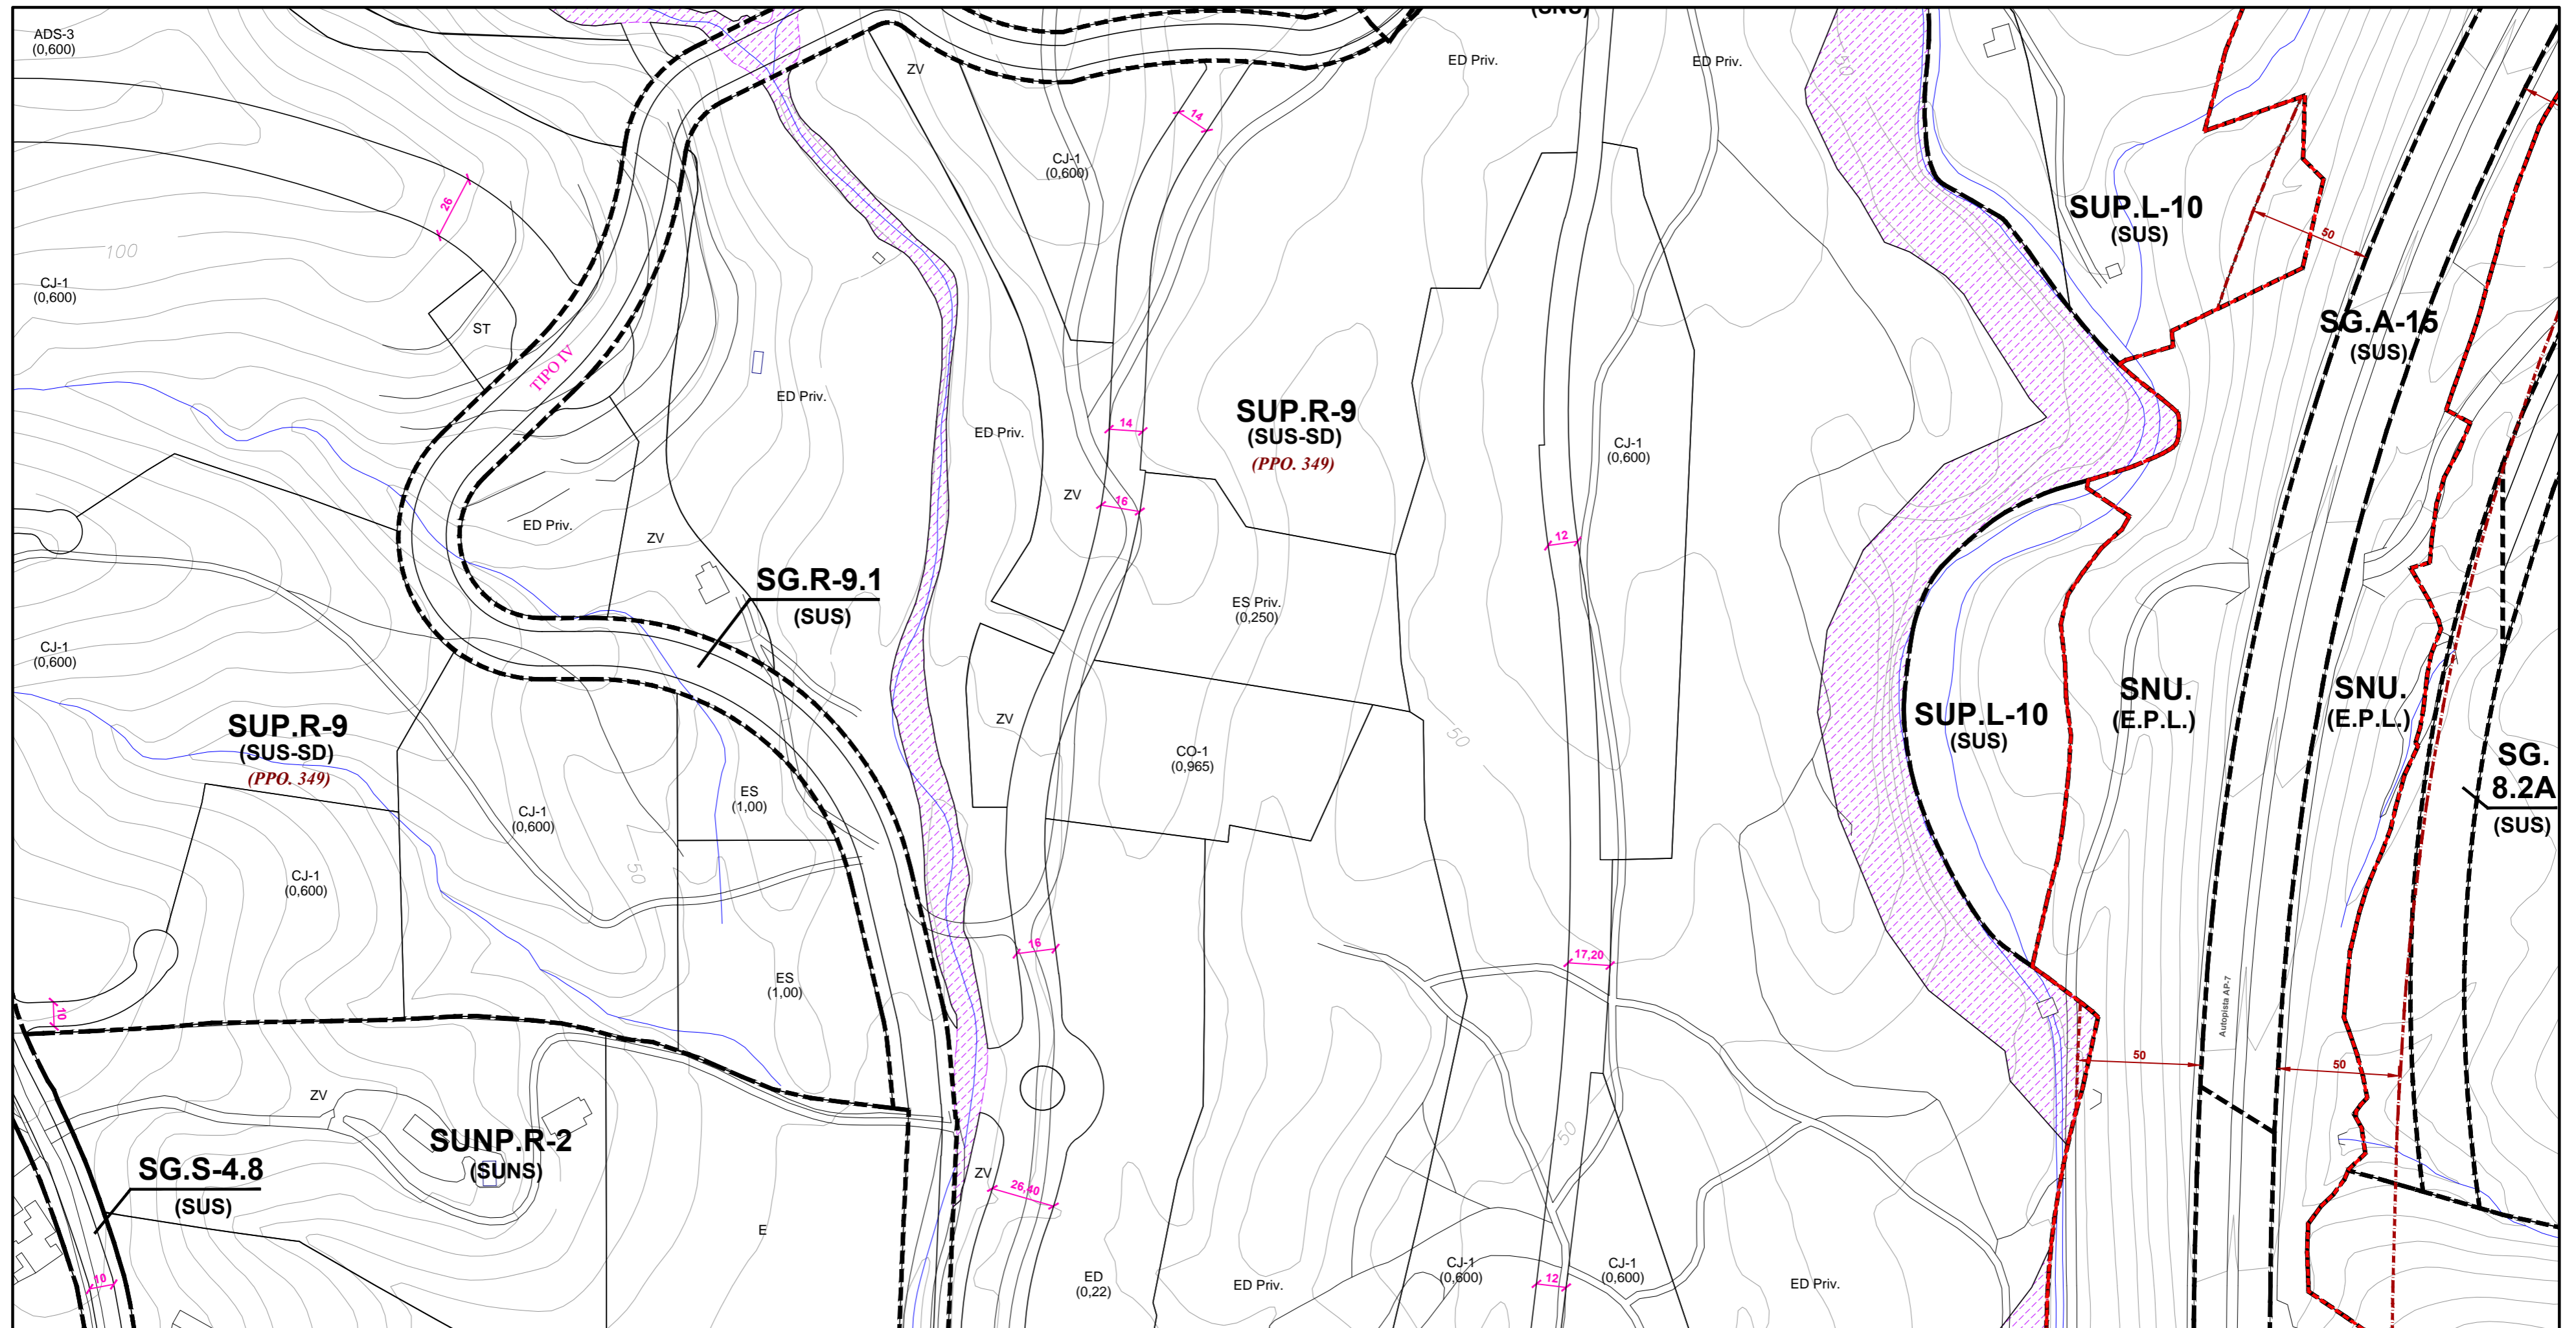 (SNU)
ADS-3
(0,600)
ZV
ED Priv.
ED Priv.
14
CJ-1
(0,600)
26
SUP.L-10
(SUS)
50
100
CJ-1
(0,600)
ST
TIPO IV
SG.A-15
(SUS)
ED Priv.
ED Priv.
14
SUP.R-9
(SUS-SD)
(PPO. 349)
CJ-1
(0,600)
ZV
16
ED Priv.
ZV
12
SG.R-9.1
(SUS)
ES Priv.
(0,250)
CJ-1
(0,600)
SUP.R-9
(SUS-SD)
(PPO. 349)
ZV
CO-1
(0,965)
50
SUP.L-10
(SUS)
SNU.
(E.P.L.)
SNU.
(E.P.L.)
SG.
8.2A
(SUS)
CJ-1
(0,600)
ES
(1,00)
50
CJ-1
(0,600)
16
17,20
ES
(1,00)
10
Autopista AP-7
50
50
ZV
SUNP.R-2
(SUNS)
SG.S-4.8
(SUS)
ZV
26,40
50
E
10
ED
(0,22)
ED Priv.
CJ-1
(0,600)
12
CJ-1
(0,600)
ED Priv.